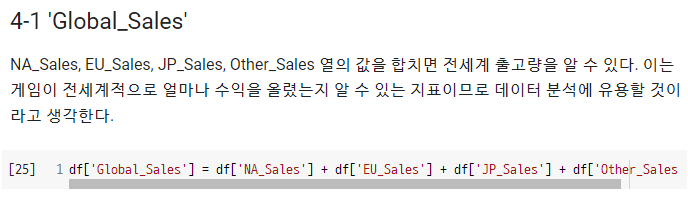 4-1 'Global_Sales'
NA_Sales, EU_Sales, JP_Sales, Other_Sales 열의 값을 합치면 전세계 출고량을 알 수 있다. 이는
게임이 전세계적으로 얼마나 수익을 올렸는지 알 수 있는 지표이므로 데이터 분석에 유용할 것이
라고 생각한다.
[25] 1 df['Global_Sales'] = df['NA_Sales'] + df['EU_Sales'] + df['JP_Sales'] + df['Other_Sales